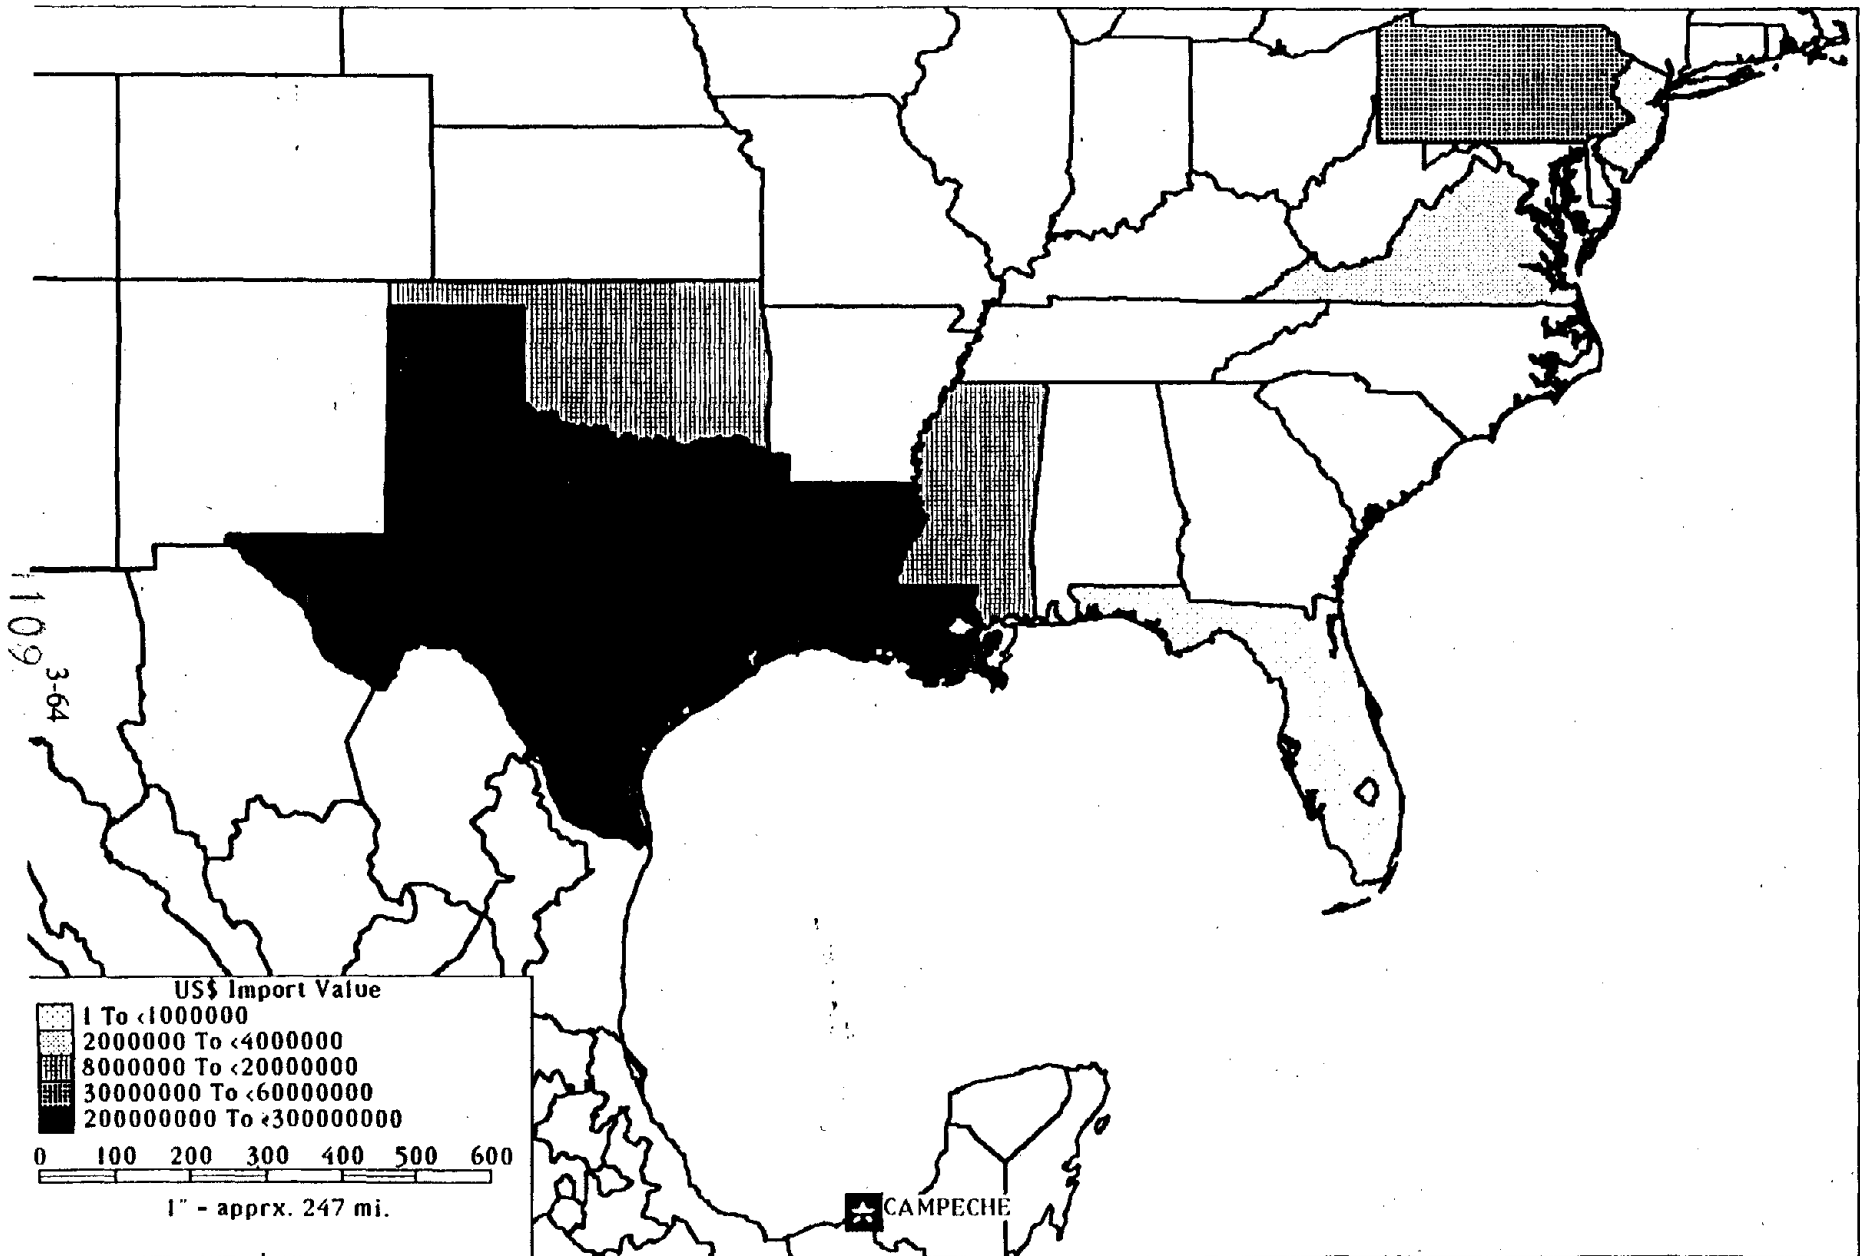 1109
3-64
US$ Import Value
1 To <1000000
2000000 To <4000000
8000000 To <20000000
30000000 To <60000000
200000000 To ≤300000000
0 100 200 300 400 500 600
1" - apprx. 247 mi.
CAMPECHE